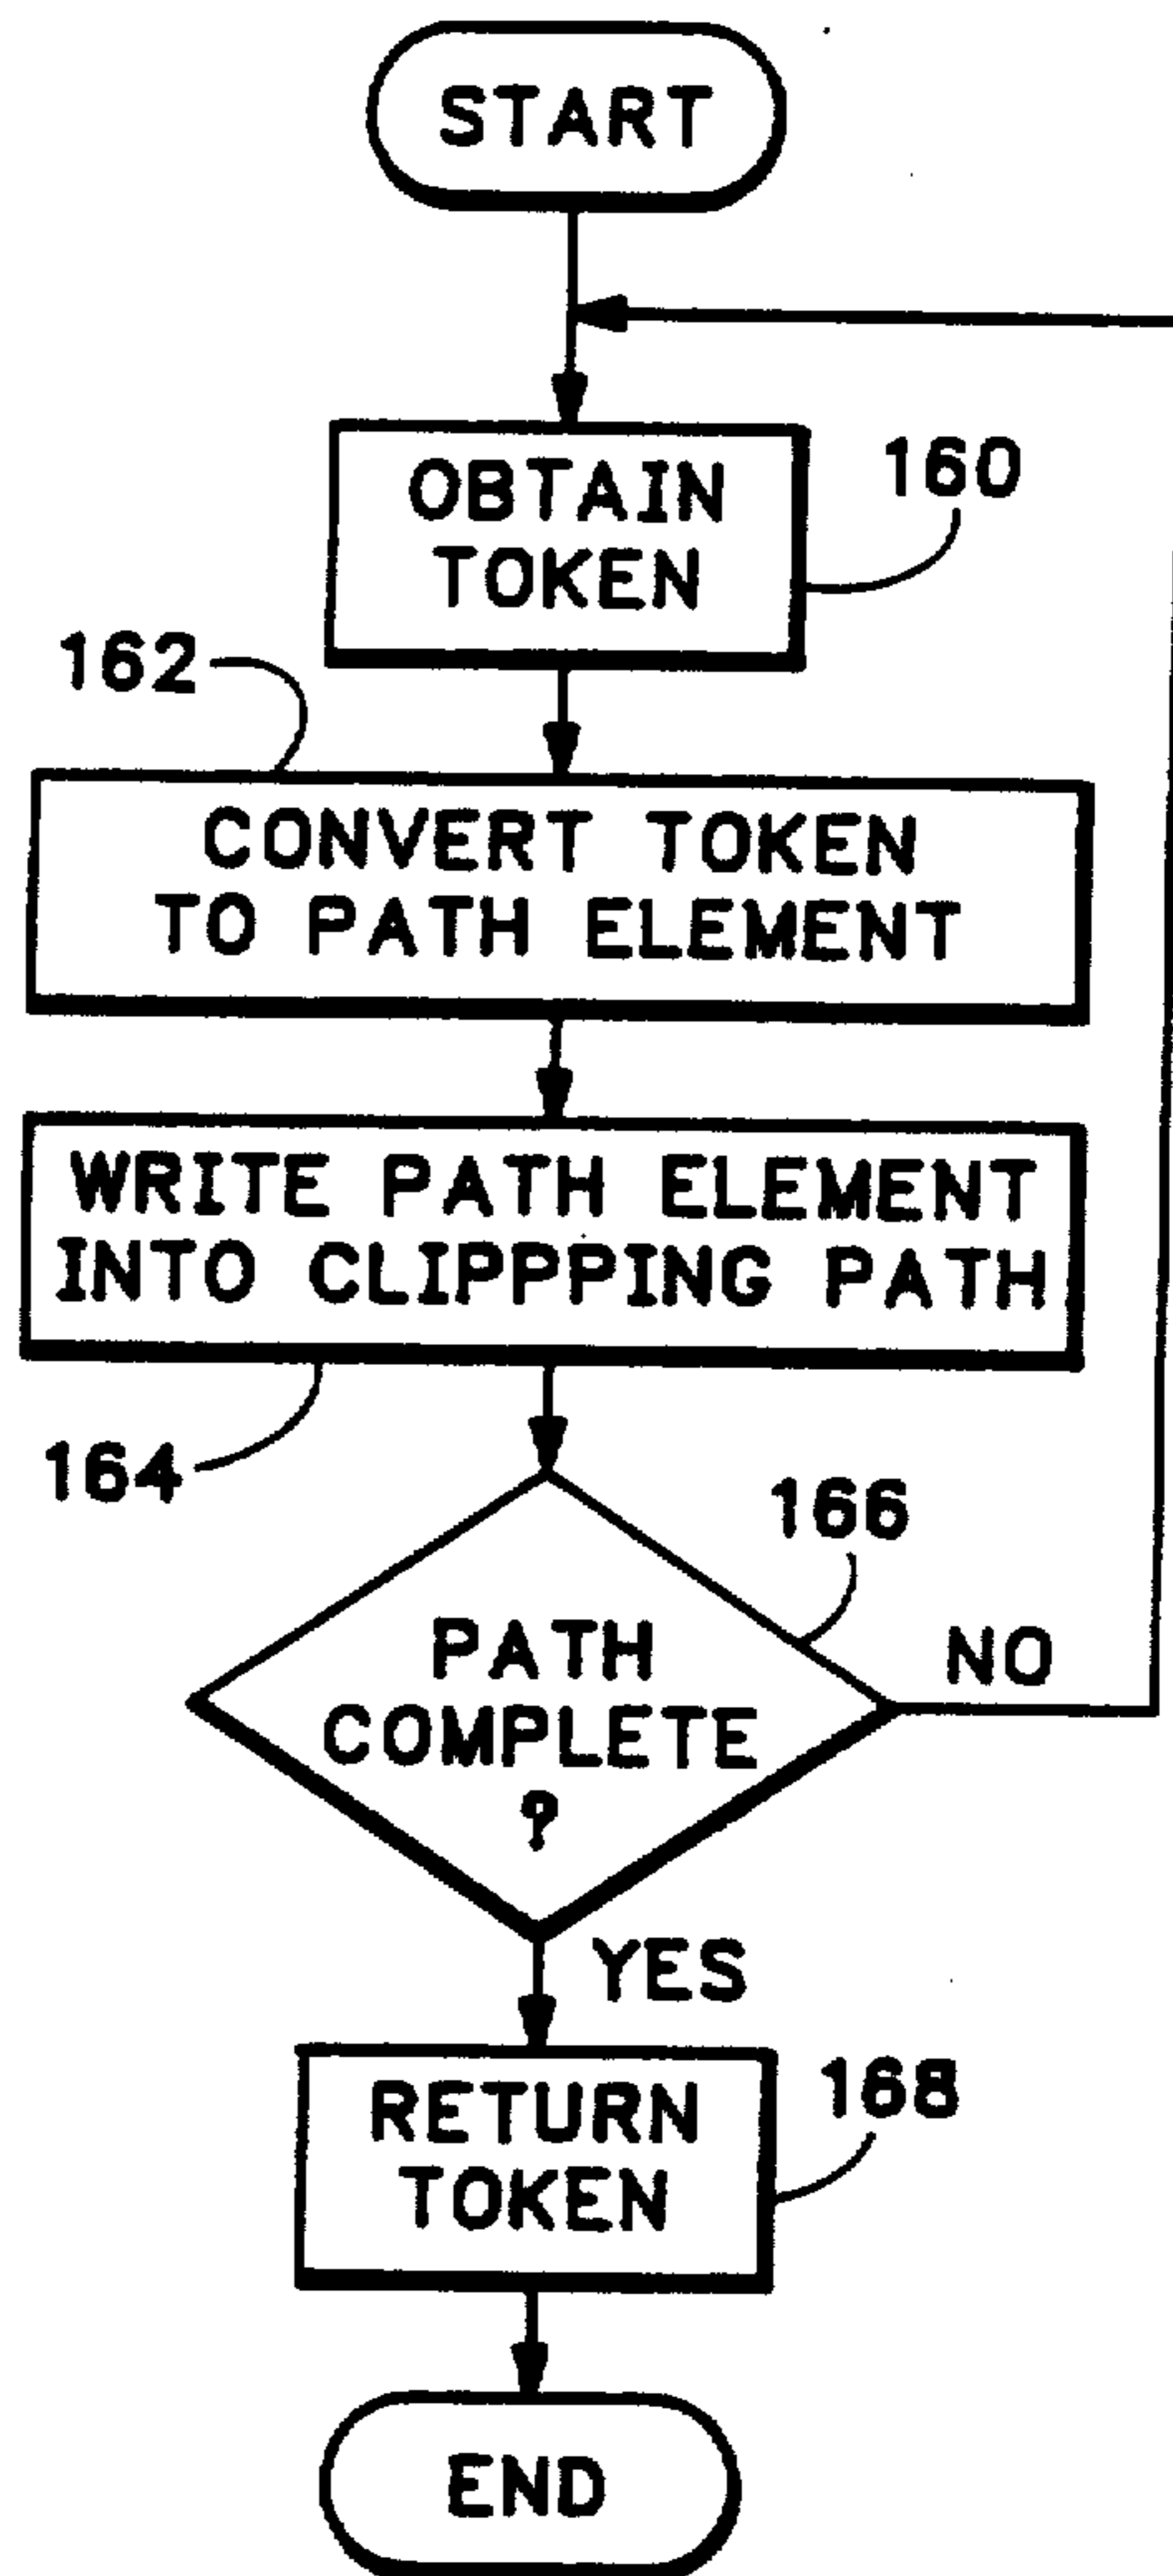 START
OBTAIN
TOKEN
160
162
CONVERT TOKEN
TO PATH ELEMENT
WRITE PATH ELEMENT
INTO CLIPPPING PATH
164
166
PATH
COMPLETE
?
NO
YES
RETURN
TOKEN
168
END